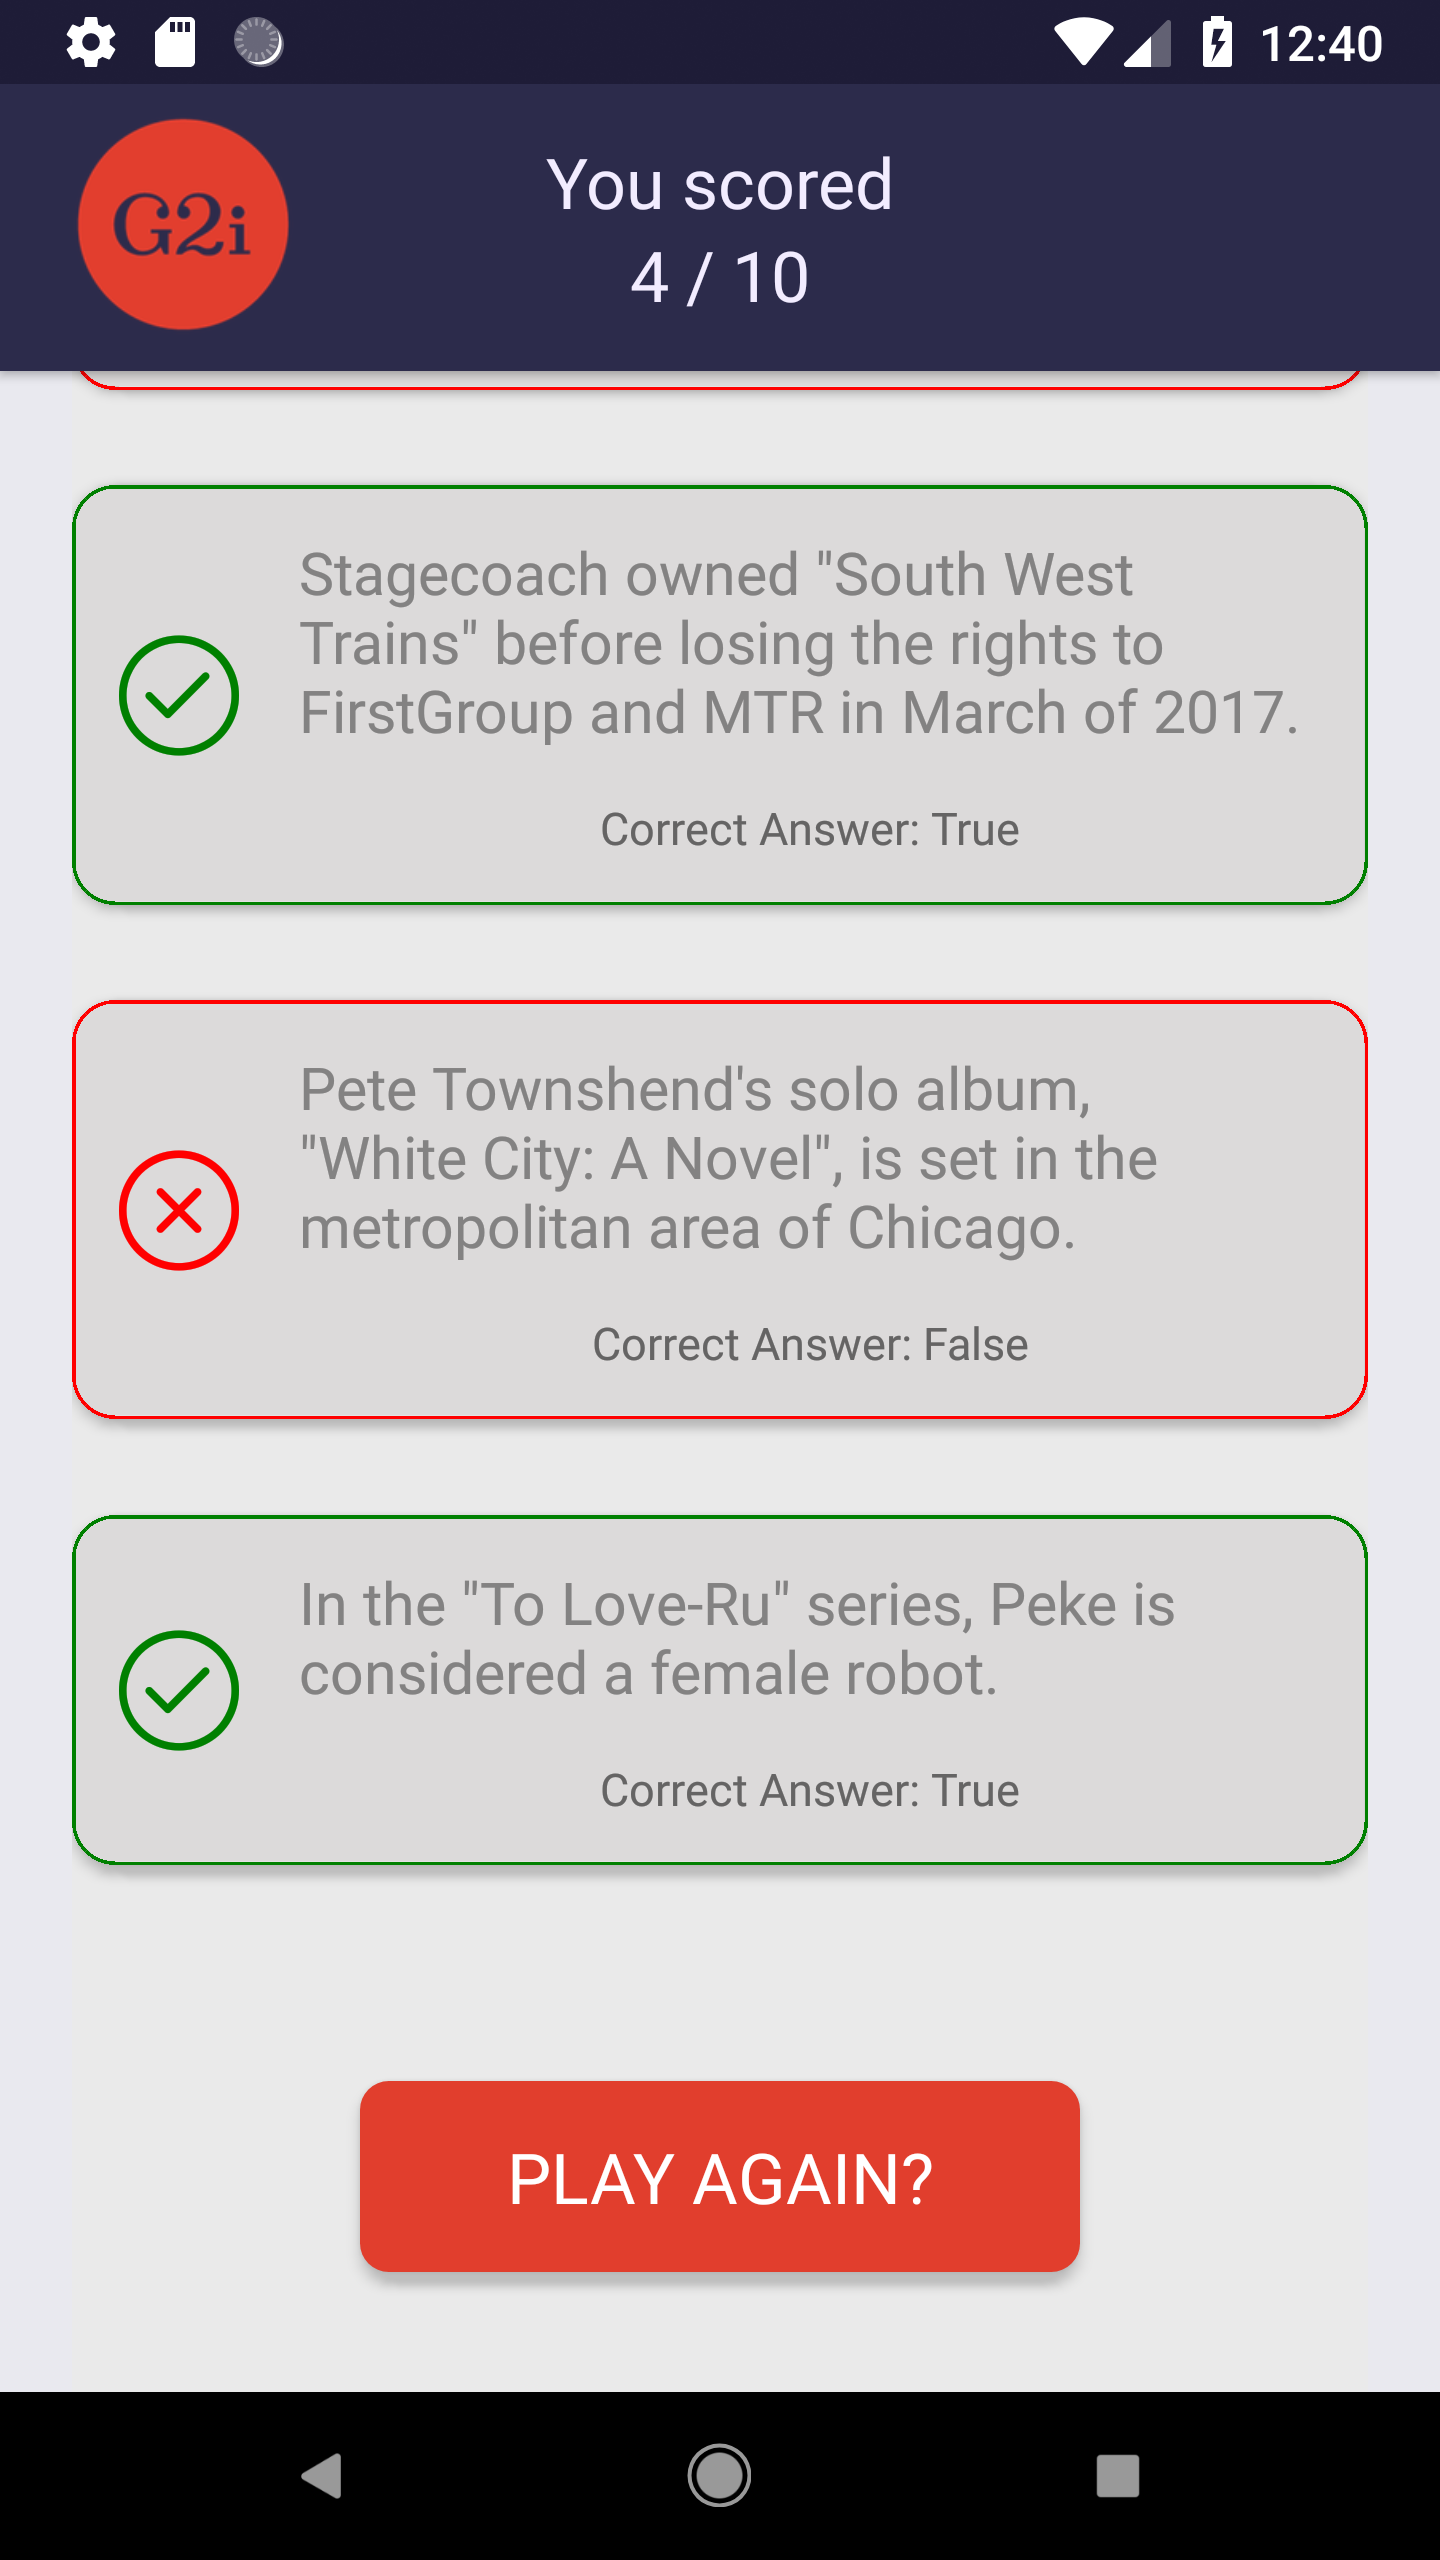 12:40
G2i
You scored
4 / 10
Stagecoach owned "South West
Trains" before losing the rights to
FirstGroup and MTR in March of 2017.
Correct Answer: True
Pete Townshend's solo album,
"White City: A Novel", is set in the
metropolitan area of Chicago.
Correct Answer: False
In the "To Love-Ru" series, Peke is
considered a female robot.
Correct Answer: True
PLAY AGAIN?